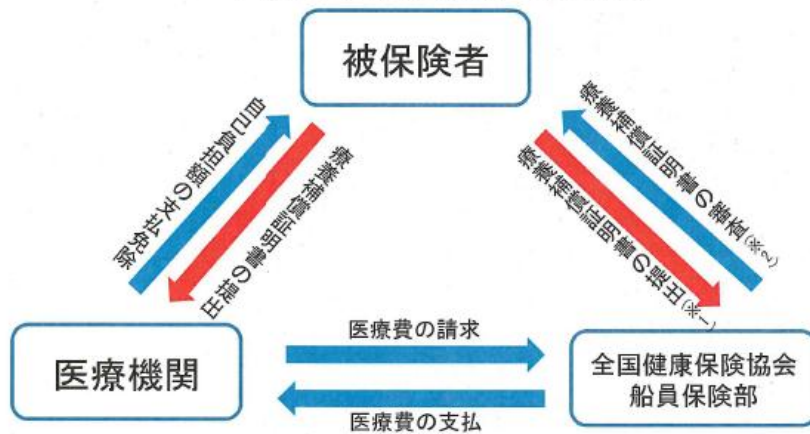 被保険者
自己負担額の支払免除
療養補償証明書の提出
療養補償証明書の提出(※1)
療養補償証明書の審査(※2)
医療機関
医療費の請求
医療費の支払
全国健康保険協会
船員保険部